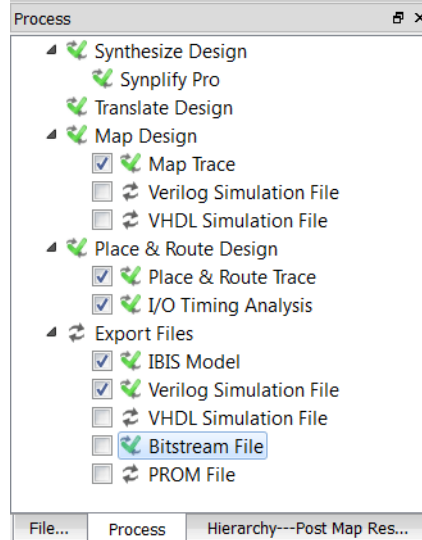 Process
Synthesize Design
Synplify Pro
Translate Design
Map Design
Map Trace
Verilog Simulation File
VHDL Simulation File
Place & Route Design
Place & Route Trace
I/O Timing Analysis
Export Files
IBIS Model
Verilog Simulation File
VHDL Simulation File
Bitstream File
PROM File
File... Process Hierarchy---Post Map Res...